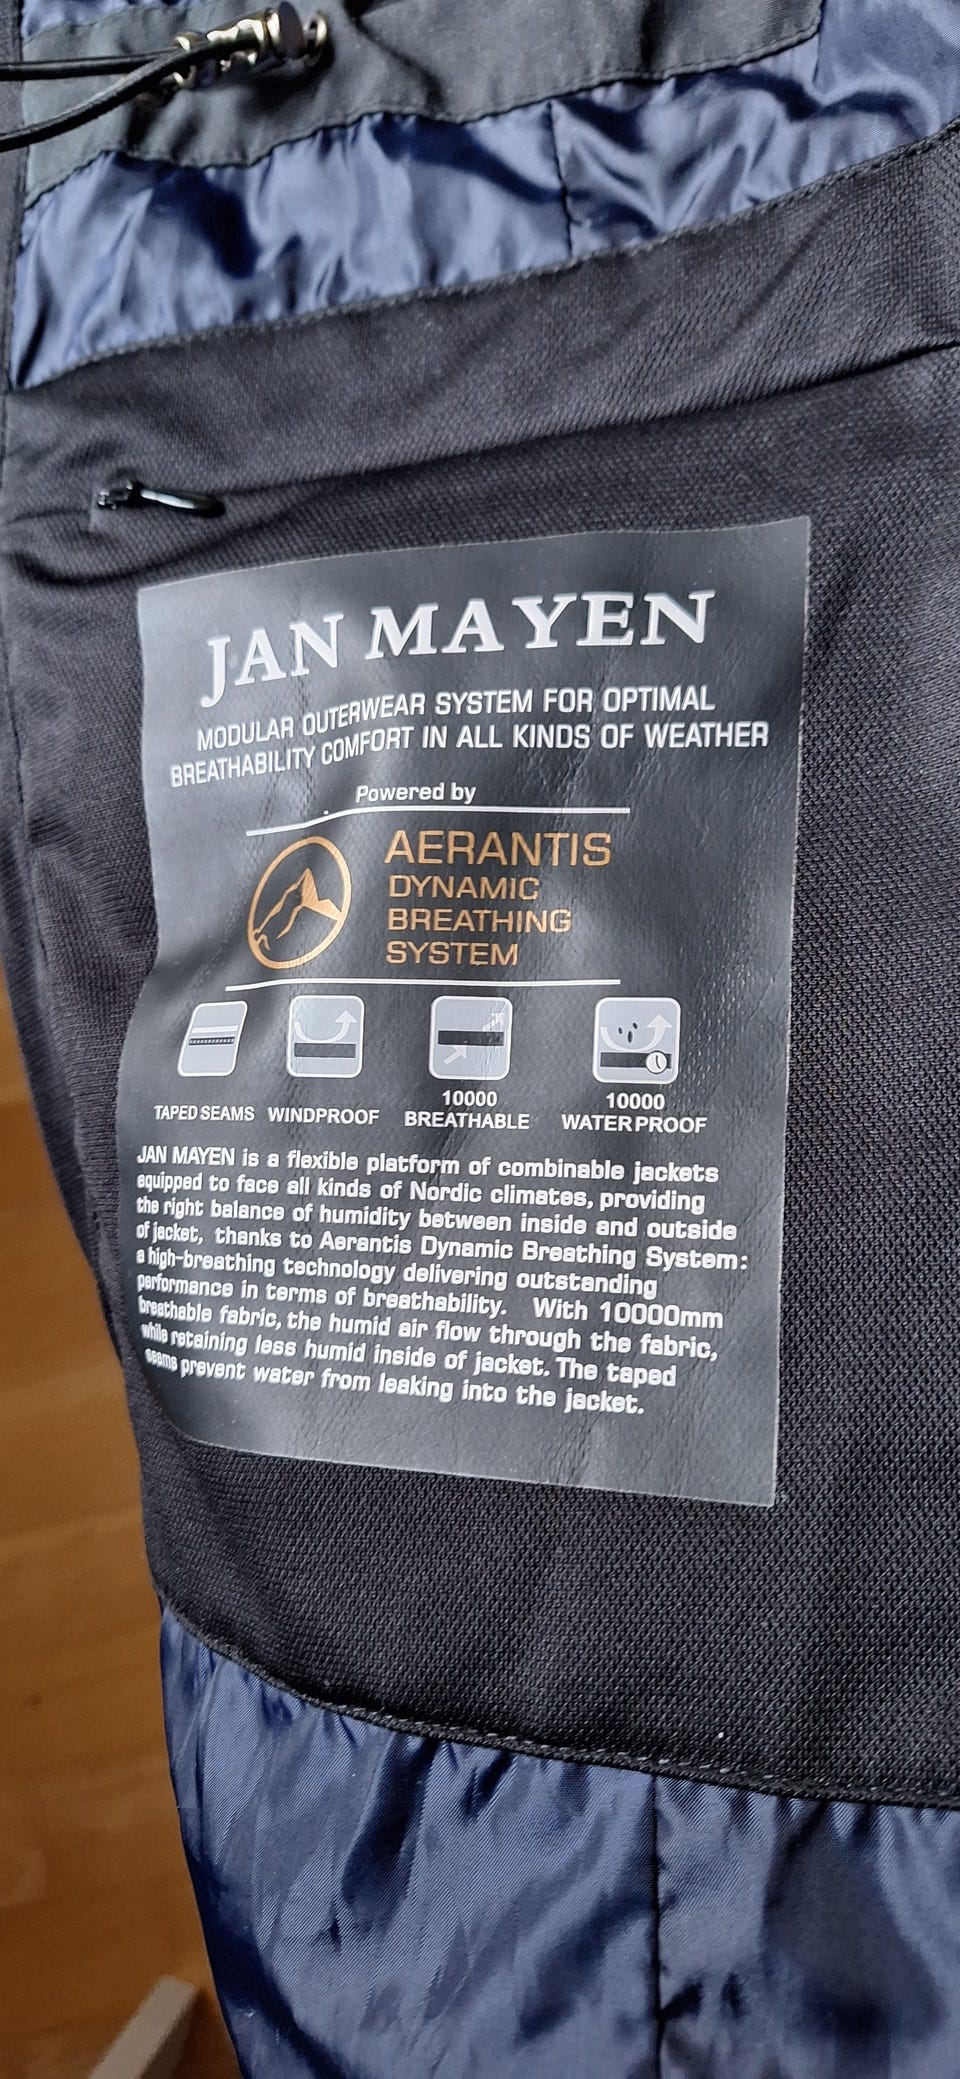 JAN MAYEN
MODULAR OUTERWEAR SYSTEM FOR OPTIMAL
BREATHABILITY COMFORT IN ALL KINDS OF WEATHER
Powered by
AERANTIS
DYNAMIC
BREATHING
SYSTEM
TAPED SEAMS
WINDPROOF
10000
BREATHABLE
10000
WATERPROOF
JAN MAYEN is a flexible platform of combinable jackets
equipped to face all kinds of Nordic climates, providing
the right balance of humidity between inside and outside
of jacket, thanks to Aerantis Dynamic Breathing System:
a high-breathing technology delivering outstanding
performance in terms of breathability. With 10000mm
breathable fabric, the humid air flow through the fabric,
while retaining less humid inside of jacket. The taped
seams prevent water from leaking into the jacket.